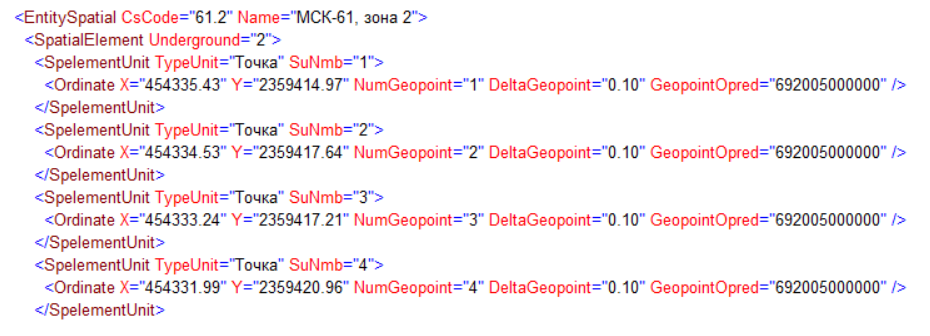 <EntitySpatial CsCode="61.2" Name="МСК-61, зона 2">
<SpatialElement Underground="2">
<SpelementUnit TypeUnit="Точка" SuNmb="1">
<Ordinate X="454335.43" Y="2359414.97" NumGeopoint="1" DeltaGeopoint="0.10" GeopointOpred="692005000000" />
</SpelementUnit>
<SpelementUnit TypeUnit="Точка" SuNmb="2">
<Ordinate X="454334.53" Y="2359417.64" NumGeopoint="2" DeltaGeopoint="0.10" GeopointOpred="692005000000" />
</SpelementUnit>
<SpelementUnit TypeUnit="Точка" SuNmb="3">
<Ordinate X="454333.24" Y="2359417.21" NumGeopoint="3" DeltaGeopoint="0.10" GeopointOpred="692005000000" />
</SpelementUnit>
<SpelementUnit TypeUnit="Точка" SuNmb="4">
<Ordinate X="454331.99" Y="2359420.96" NumGeopoint="4" DeltaGeopoint="0.10" GeopointOpred="692005000000" />
</SpelementUnit>